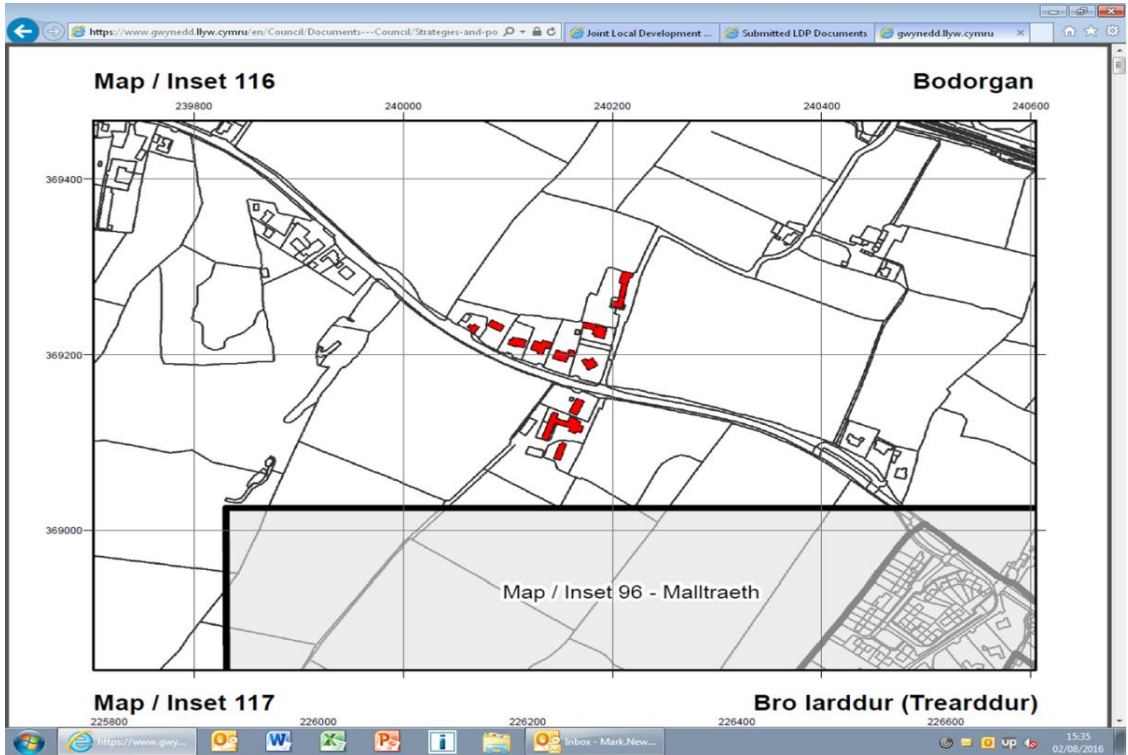 https://www.gwynedd.llyw.cymru/en/Council/Documents---Council/Strategies-and-po
Joint Local Development ...
Submitted LDP Documents
gwynedd.llyw.cymru
Map / Inset 116
Bodorgan
239800 240000 240200 240400 240600
369400
369200
369000
Map / Inset 96 - Malltraeth
Map / Inset 117
Bro Iarddur (Trearddur)
225800 226000 226200 226400 226600
https://www.gwy...
Inbox - Mark.New...
UP
15:35
02/08/2016